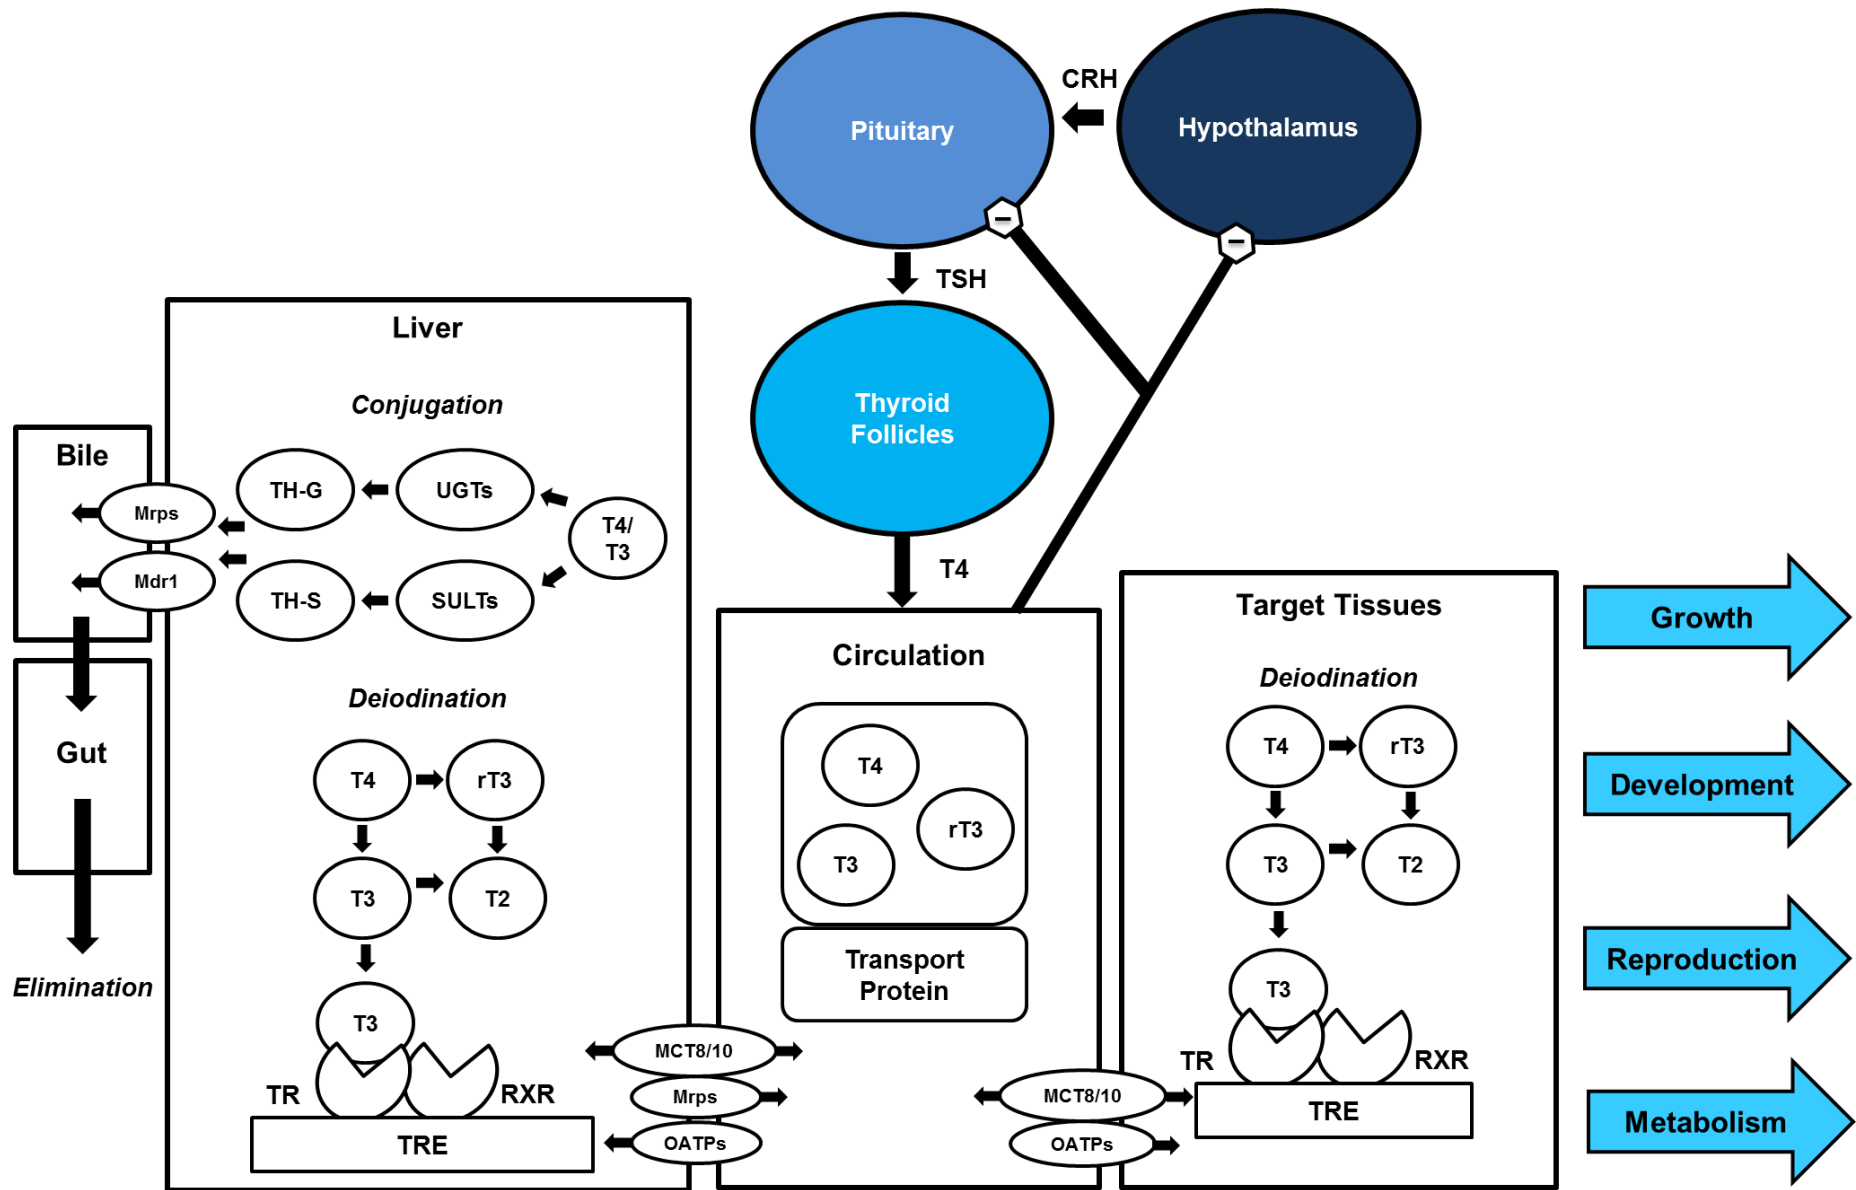 CRH
Pituitary
Hypothalamus
–
–
TSH
Liver
Conjugation
Thyroid
Follicles
Bile
TH-G
UGTs
Mrps
T4/
T3
Mdr1
TH-S
SULTs
T4
Target Tissues
Growth
Circulation
Deiodination
Deiodination
Gut
T4
rT3
T4
rT3
T3
T4
rT3
T3
T2
Development
T3
T2
Elimination
Transport
Protein
Reproduction
T3
TR
RXR
TRE
T3
TR
RXR
TRE
MCT8/10
Mrps
OATPs
MCT8/10
OATPs
Metabolism